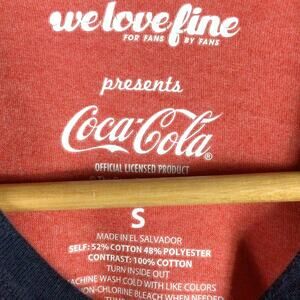 welovefine
FOR FANS BY FANS
presents
Coca-Cola®
OFFICIAL LICENSED PRODUCT
S
MADE IN EL SALVADOR
SELF: 52% COTTON 48% POLYESTER
CONTRAST: 100% COTTON
TURN INSIDE OUT
MACHINE WASH COLD WITH LIKE COLORS
NON-CHLORINE BLEACH WHEN NEEDED